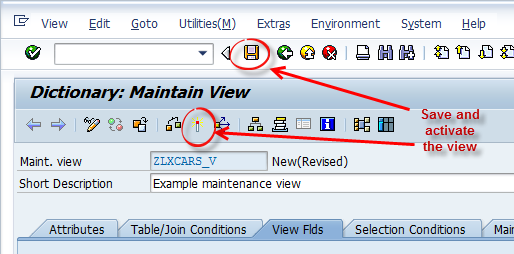 View Edit Goto Utilities(M) Extras Environment System Help
Dictionary: Maintain View
Save and
activate
the view
Maint. view ZLXCARS_V New(Revised)
Short Description Example maintenance view
Attributes Table/Join Conditions View Flds Selection Conditions Mai